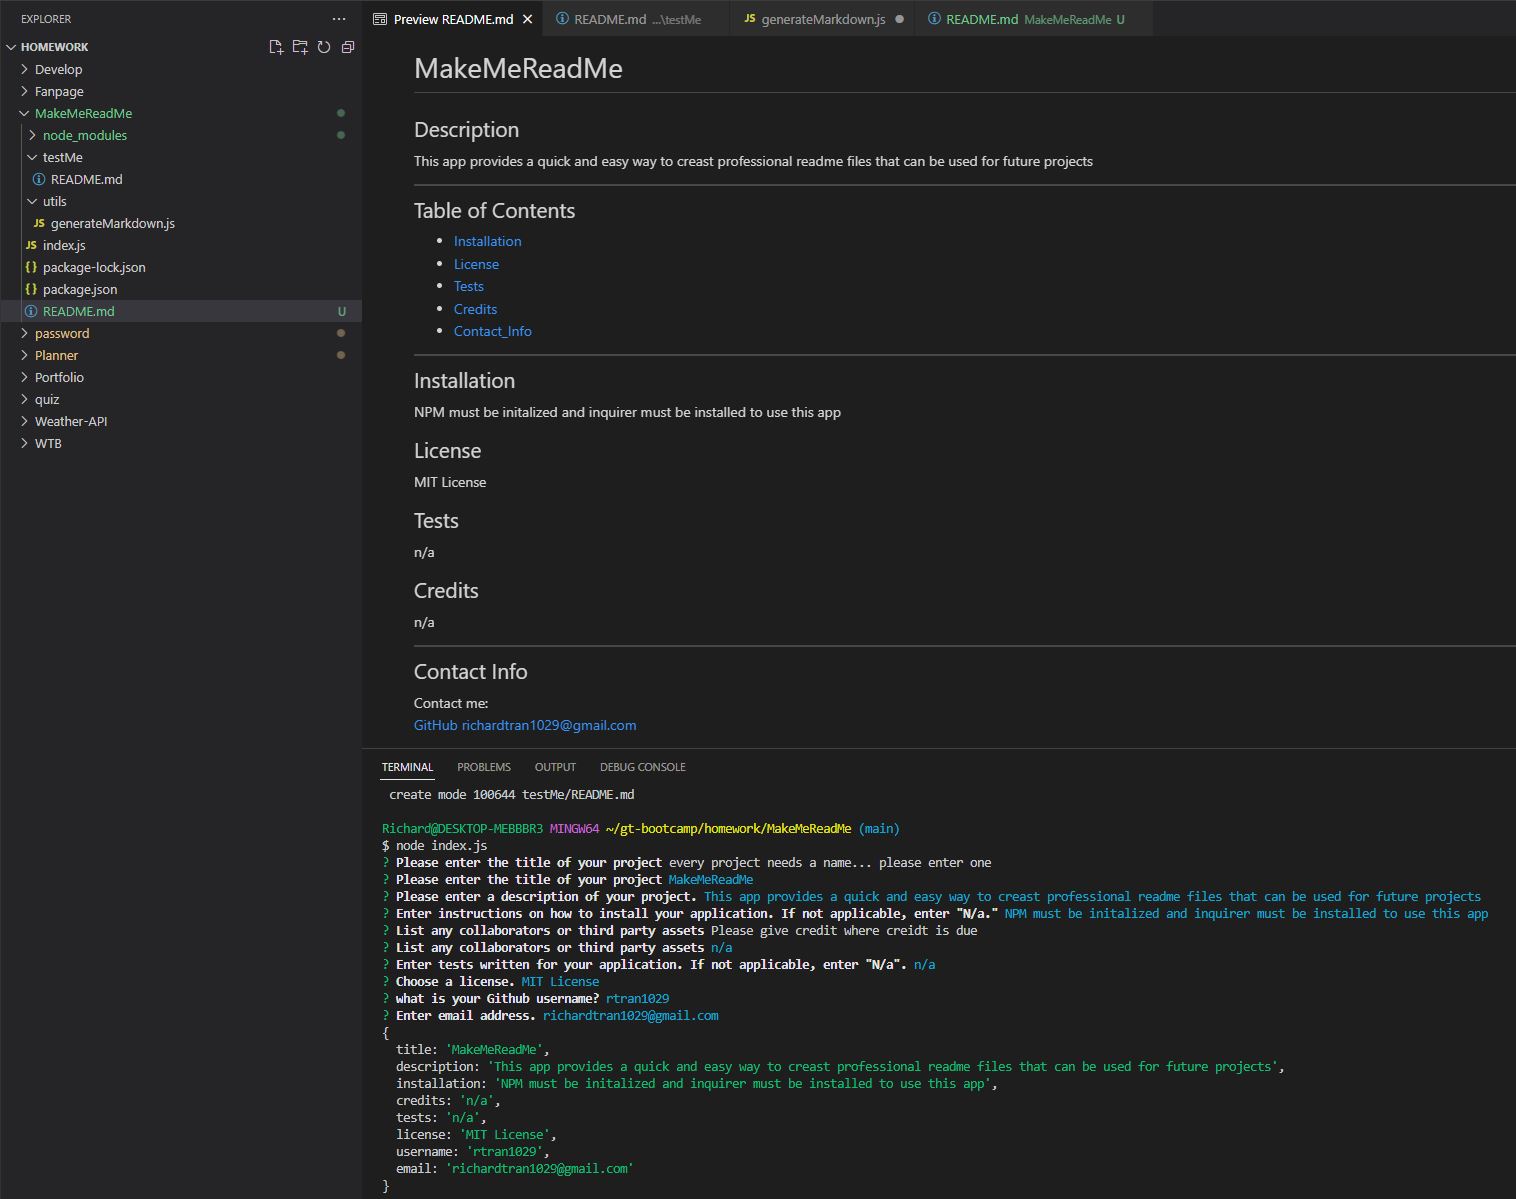 EXPLORER
HOMEWORK
Develop
Fanpage
MakeMeReadMe
node_modules
testMe
README.md
utils
JS generateMarkdown.js
JS index.js
{} package-lock.json
{} package.json
README.md U
password
Planner
Portfolio
quiz
Weather-API
WTB
Preview README.md
README.md ...\testMe
JS generateMarkdown.js
README.md MakeMeReadMe U
MakeMeReadMe
Description
This app provides a quick and easy way to creast professional readme files that can be used for future projects
Table of Contents
• Installation
• License
• Tests
• Credits
• Contact_Info
Installation
NPM must be initalized and inquirer must be installed to use this app
License
MIT License
Tests
n/a
Credits
n/a
Contact Info
Contact me:
GitHub richardtran1029@gmail.com
TERMINAL PROBLEMS OUTPUT DEBUG CONSOLE
create mode 100644 testMe/README.md
Richard@DESKTOP-MEBBBR3 MINGW64 ~/gt-bootcamp/homework/MakeMeReadMe (main)
$ node index.js
? Please enter the title of your project every project needs a name... please enter one
? Please enter the title of your project MakeMeReadMe
? Please enter a description of your project. This app provides a quick and easy way to creast professional readme files that can be used for future projects
? Enter instructions on how to install your application. If not applicable, enter "N/a." NPM must be initalized and inquirer must be installed to use this app
? List any collaborators or third party assets Please give credit where creidt is due
? List any collaborators or third party assets n/a
? Enter tests written for your application. If not applicable, enter "N/a". n/a
? Choose a license. MIT License
? what is your Github username? rtran1029
? Enter email address. richardtran1029@gmail.com
{
title: 'MakeMeReadMe',
description: 'This app provides a quick and easy way to creast professional readme files that can be used for future projects',
installation: 'NPM must be initalized and inquirer must be installed to use this app',
credits: 'n/a',
tests: 'n/a',
license: 'MIT License',
username: 'rtran1029',
email: 'richardtran1029@gmail.com'
}